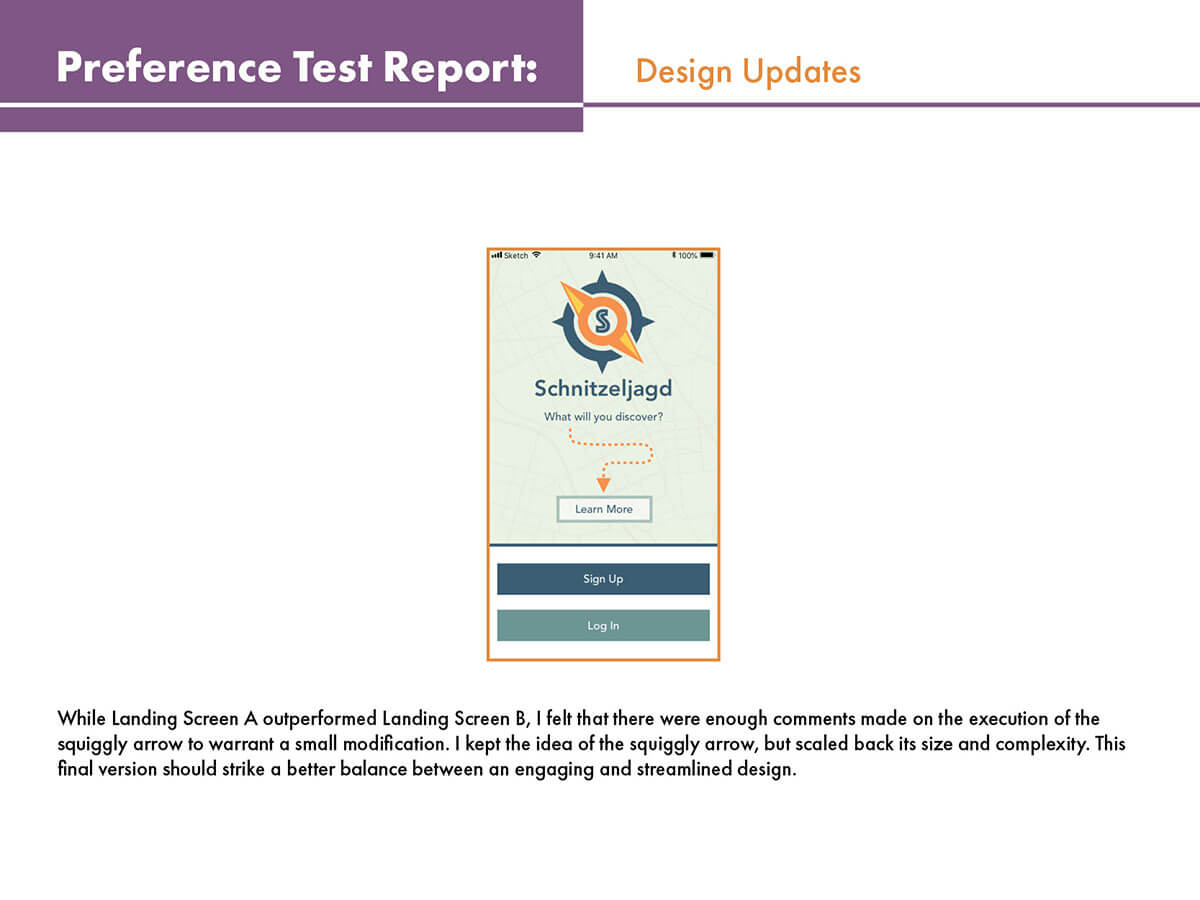 Preference Test Report:
Design Updates
Sketch 9:41 AM 100%
S
Schnitzeljagd
What will you discover?
Learn More
Sign Up
Log In
While Landing Screen A outperformed Landing Screen B, I felt that there were enough comments made on the execution of the
squiggly arrow to warrant a small modification. I kept the idea of the squiggly arrow, but scaled back its size and complexity. This
final version should strike a better balance between an engaging and streamlined design.